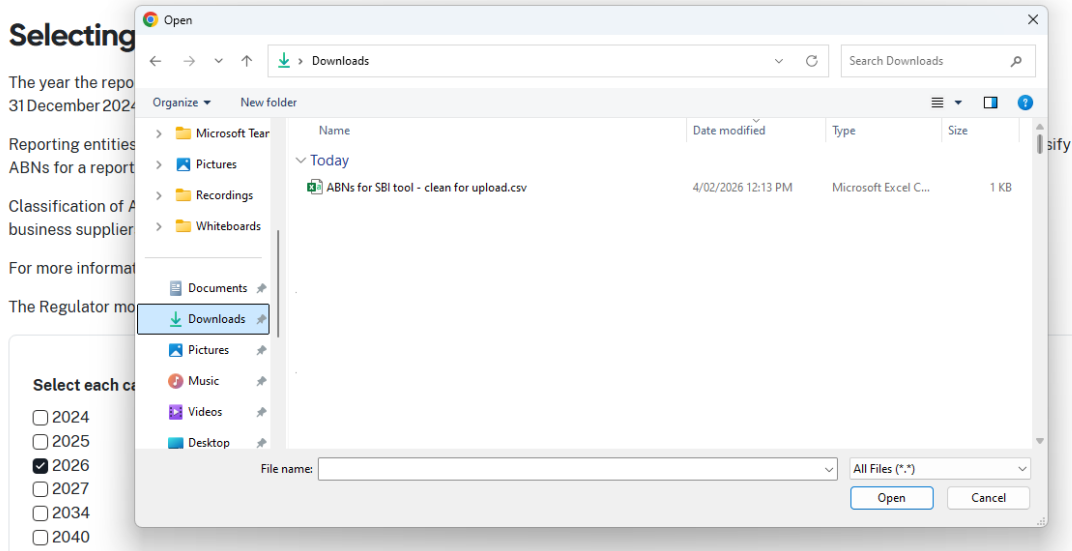 Selecting
The year the repo
31 December 2024
Reporting entities
sify
ABNs for a report
Classification of A
business supplier
For more informat
The Regulator mo
Select each ca
2024
2025
2026
2027
2034
2040
Open
Downloads
Search Downloads
Organize
New folder
Microsoft Tear
Pictures
Recordings
Whiteboards
Documents
Downloads
Pictures
Music
Videos
Desktop
Name Date modified Type Size
Today
ABNs for SBI tool - clean for upload.csv 4/02/2026 12:13 PM Microsoft Excel C... 1 KB
File name:
All Files (*.*)
Open
Cancel